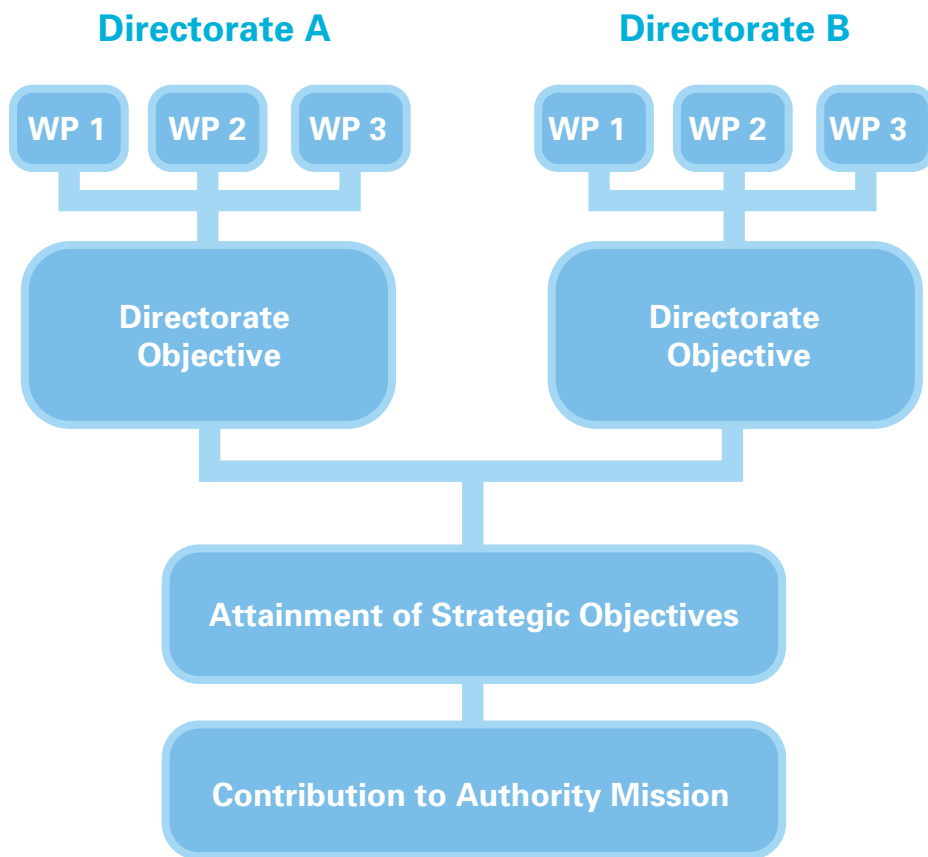 Directorate A
Directorate B
WP 1
WP 2
WP 3
WP 1
WP 2
WP 3
Directorate
Objective
Directorate
Objective
Attainment of Strategic Objectives
Contribution to Authority Mission